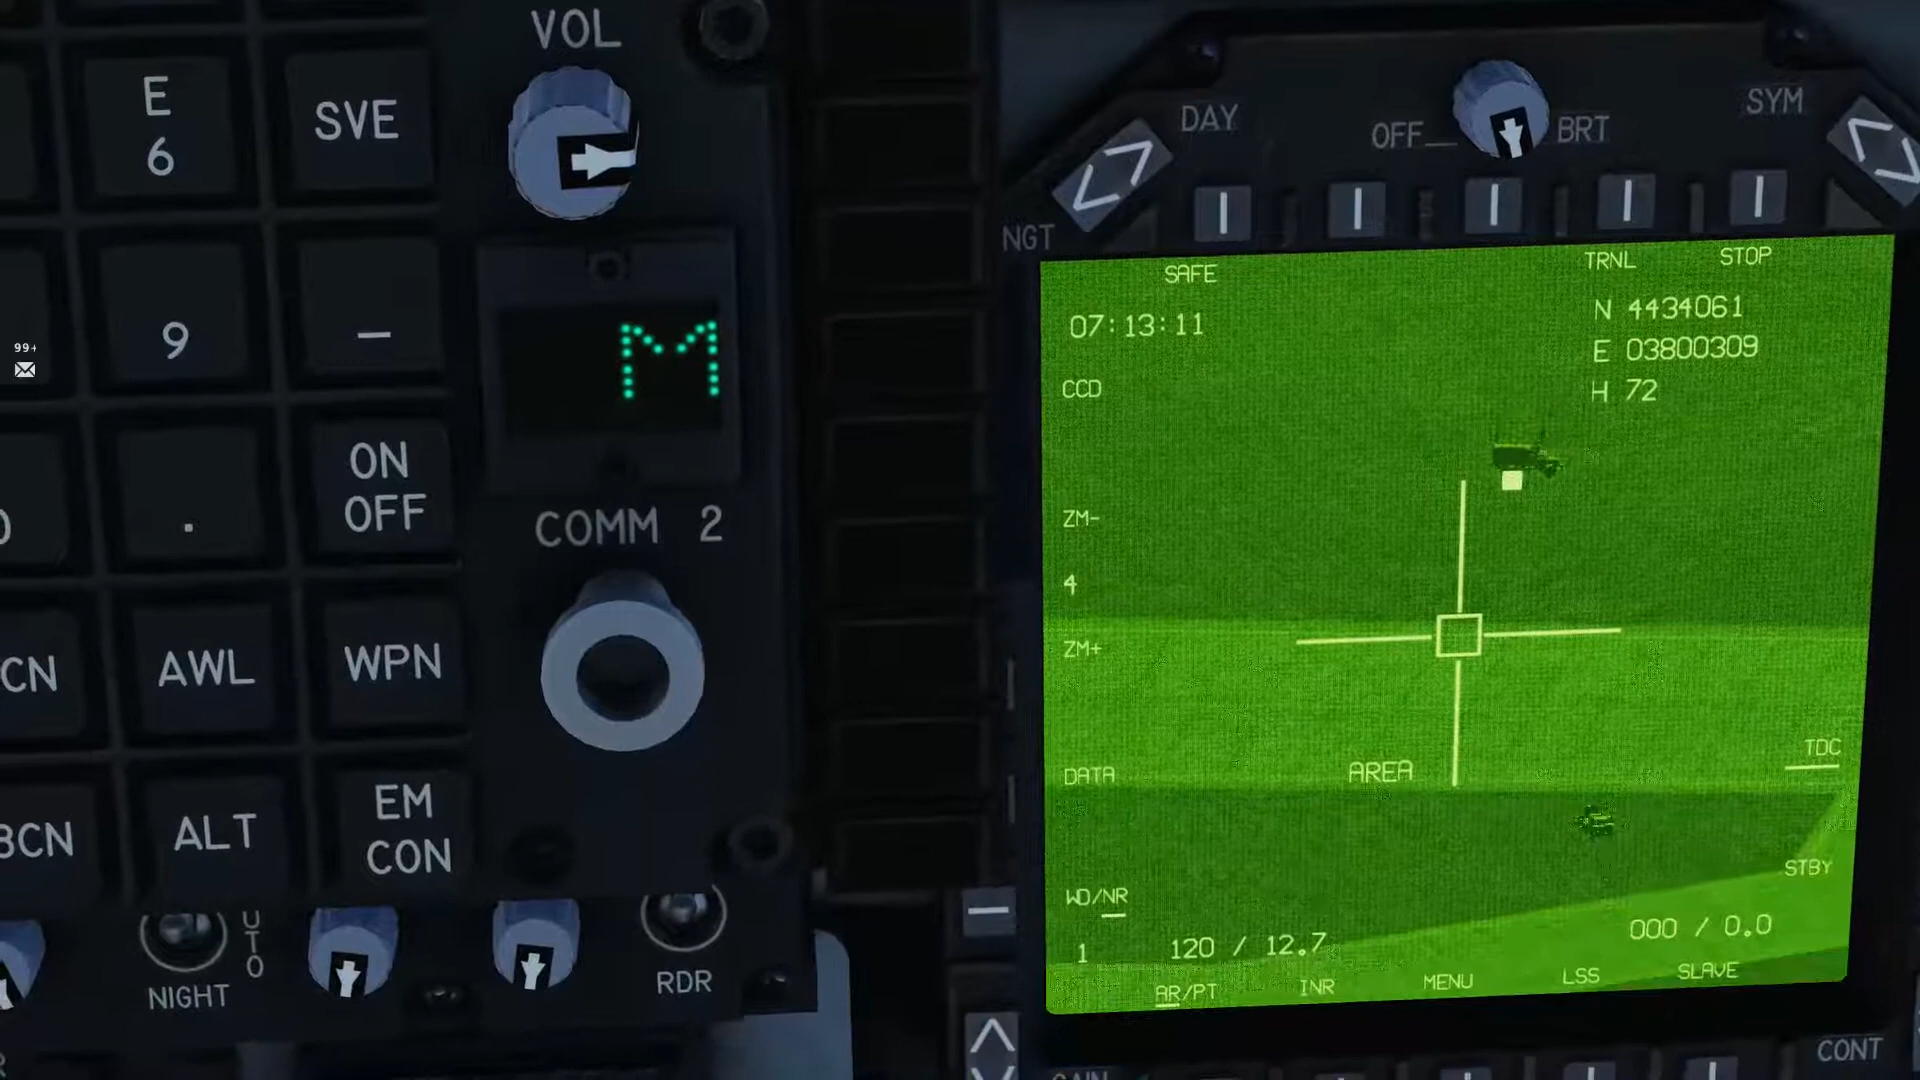 VOL
E
6
SVE
9
—
99+
ON
OFF
.
COMM 2
CN
AWL
WPN
BCN
ALT
EM
CON
U
T
O
NIGHT
RDR
M
DAY
OFF
BRT
SYM
NGT
SAFE
TRNL
STOP
07:13:11
N 4434061
E 03800309
H 72
CCD
ZM-
4
ZM+
DATA
AREA
TDC
STBY
WD/NR
1
120 / 12.7
000 / 0.0
AR/PT
INR
MENU
LSS
SLAVE
CONT